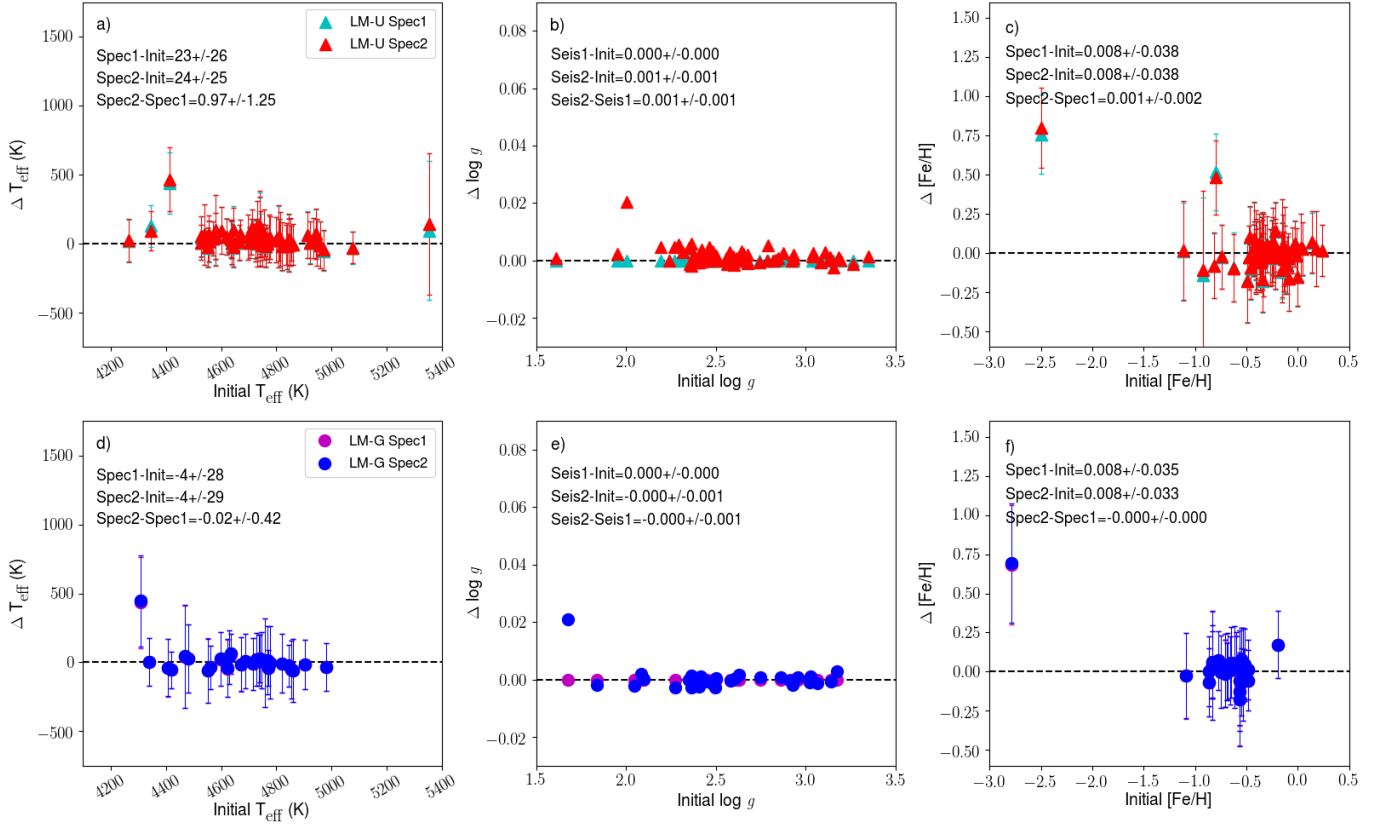 a)
LM-U Spec1
LM-U Spec2
Spec1-Init=23+/-26
Spec2-Init=24+/-25
Spec2-Spec1=0.97+/-1.25
1500
1000
500
0
−500
Δ Teff (K)
4200
4400
4600
4800
5000
5200
5400
Initial Teff (K)
b)
Seis1-Init=0.000+/-0.000
Seis2-Init=0.001+/-0.001
Seis2-Seis1=0.001+/-0.001
0.08
0.06
0.04
0.02
0.00
−0.02
Δ log g
1.5
2.0
2.5
3.0
3.5
Initial log g
c)
Spec1-Init=0.008+/-0.038
Spec2-Init=0.008+/-0.038
Spec2-Spec1=0.001+/-0.002
1.50
1.25
1.00
0.75
0.50
0.25
0.00
−0.25
−0.50
Δ [Fe/H]
−3.0
−2.5
−2.0
−1.5
−1.0
−0.5
0.0
0.5
Initial [Fe/H]
d)
LM-G Spec1
LM-G Spec2
Spec1-Init=-4+/-28
Spec2-Init=-4+/-29
Spec2-Spec1=-0.02+/-0.42
1500
1000
500
0
−500
Δ Teff (K)
4200
4400
4600
4800
5000
5200
5400
Initial Teff (K)
e)
Seis1-Init=0.000+/-0.000
Seis2-Init=-0.000+/-0.001
Seis2-Seis1=-0.000+/-0.001
0.08
0.06
0.04
0.02
0.00
−0.02
Δ log g
1.5
2.0
2.5
3.0
3.5
Initial log g
f)
Spec1-Init=0.008+/-0.035
Spec2-Init=0.008+/-0.033
Spec2-Spec1=-0.000+/-0.000
1.50
1.25
1.00
0.75
0.50
0.25
0.00
−0.25
−0.50
Δ [Fe/H]
−3.0
−2.5
−2.0
−1.5
−1.0
−0.5
0.0
0.5
Initial [Fe/H]